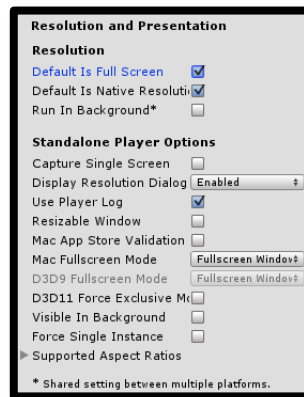 Resolution and Presentation
Resolution
Default Is Full Screen
Default Is Native Resolutio
Run In Background*
Standalone Player Options
Capture Single Screen
Display Resolution Dialog Enabled
Use Player Log
Resizable Window
Mac App Store Validation
Mac Fullscreen Mode Fullscreen Window
D3D9 Fullscreen Mode Fullscreen Window
D3D11 Force Exclusive Mo
Visible In Background
Force Single Instance
Supported Aspect Ratios
* Shared setting between multiple platforms.